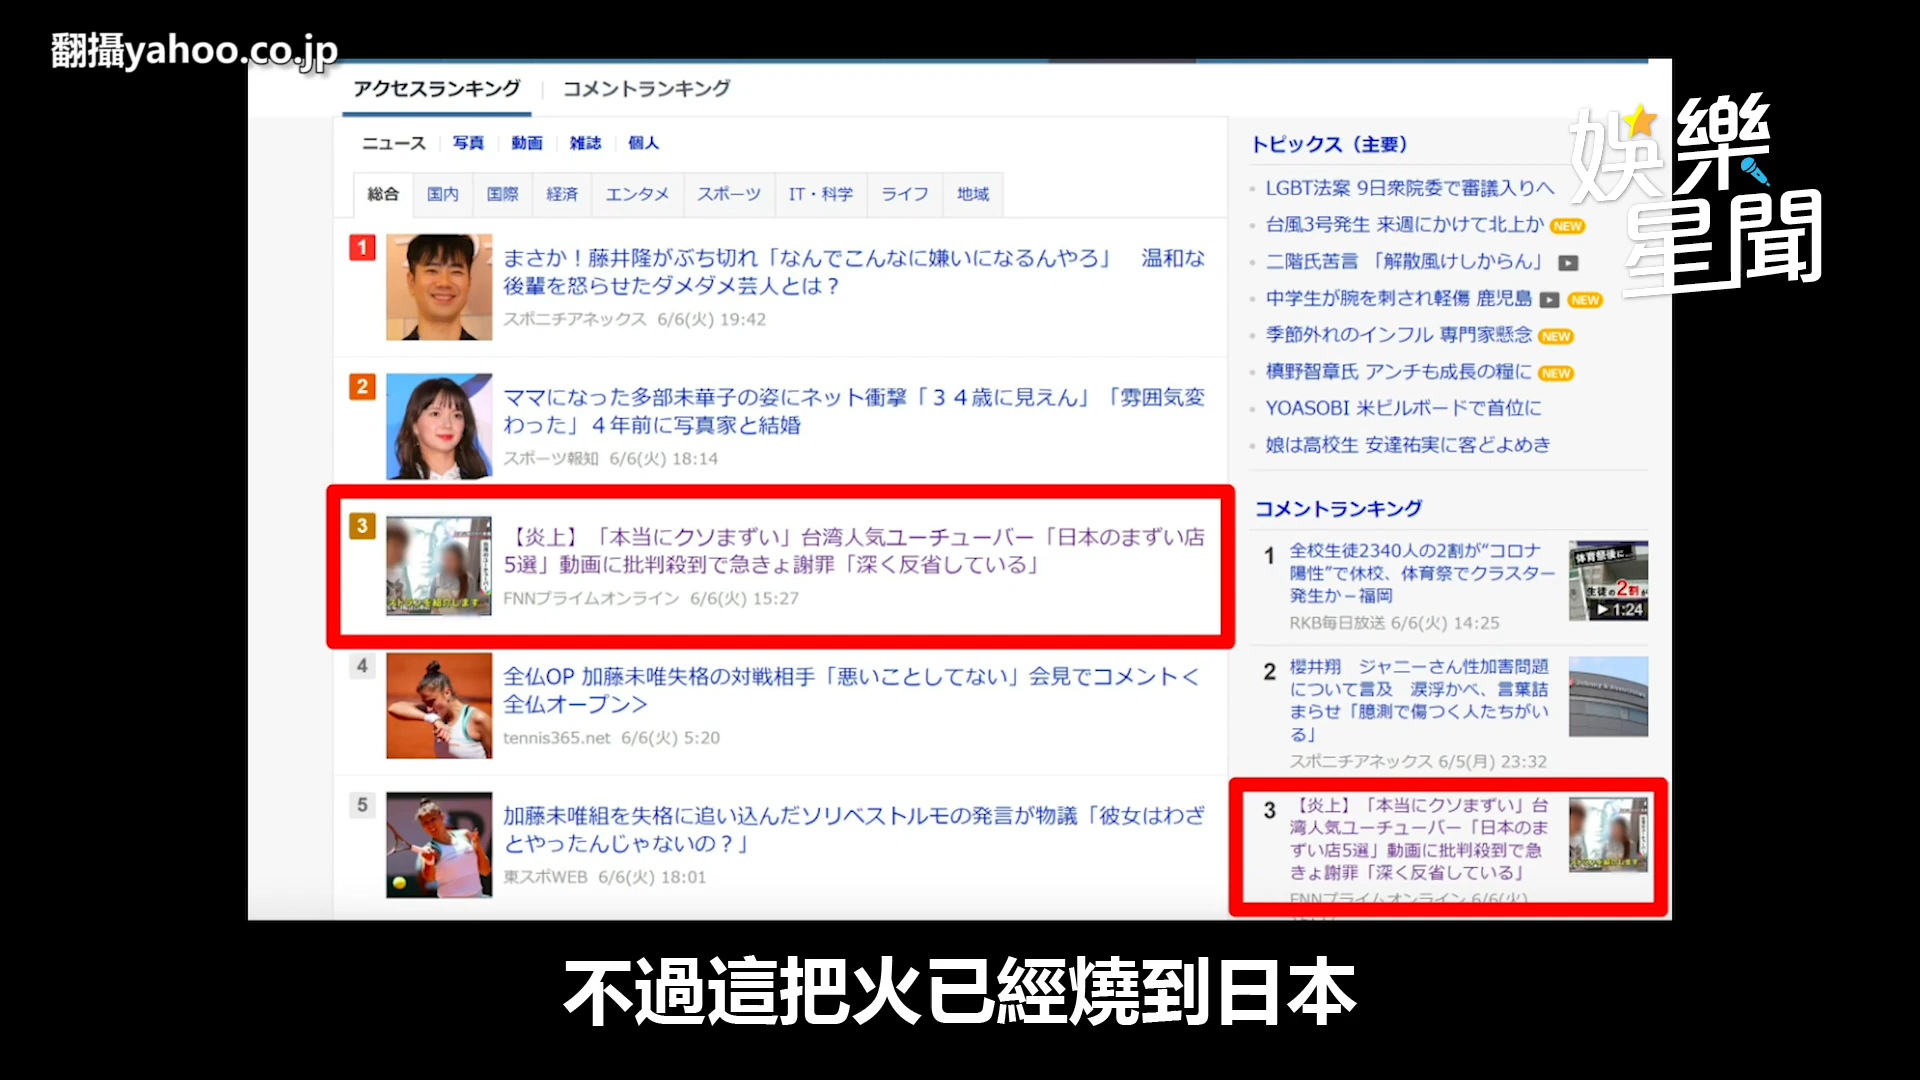 翻攝yahoo.co.jp
娛樂
星聞
アクセスランキング
コメントランキング
ニュース 写真 動画 雑誌 個人
総合 国内 国際 経済 エンタメ スポーツ IT・科学 ライフ 地域
1
まさか！藤井隆がぶち切れ「なんでこんなに嫌いになるんやろ」　温和な
後輩を怒らせたダメダメ芸人とは？
スポニチアネックス 6/6(火) 19:42
2
ママになった多部未華子の姿にネット衝撃「３４歳に見えん」「雰囲気変
わった」４年前に写真家と結婚
スポーツ報知 6/6(火) 18:14
3
【炎上】「本当にクソまずい」台湾人気ユーチューバー「日本のまずい店
5選」動画に批判殺到で急きょ謝罪「深く反省している」
FNNプライムオンライン 6/6(火) 15:27
4
全仏OP 加藤未唯失格の対戦相手「悪いことしてない」会見でコメント＜
全仏オープン＞
tennis365.net 6/6(火) 5:20
5
加藤未唯組を失格に追い込んだソリベストルモの発言が物議「彼女はわざ
とやったんじゃないの？」
東スポWEB 6/6(火) 18:01
トピックス（主要）
LGBT法案 9日衆院委で審議入りへ
台風3号発生 来週にかけて北上か NEW
二階氏苦言 「解散風けしからん」
中学生が腕を刺され軽傷 鹿児島 NEW
季節外れのインフル 専門家懸念 NEW
槙野智章氏 アンチも成長の糧に NEW
YOASOBI 米ビルボードで首位に
娘は高校生 安達祐実に客どよめき
コメントランキング
1
全校生徒2340人の2割が“コロナ
陽性”で休校、体育祭でクラスター
発生か－福岡
RKB毎日放送 6/6(火) 14:25
体育祭後に…
生徒の2割が
1:24
2
櫻井翔　ジャニーさん性加害問題
について言及　涙浮かべ、言葉詰
まらせ「臆測で傷つく人たちがい
る」
スポニチアネックス 6/5(月) 23:32
3
【炎上】「本当にクソまずい」台
湾人気ユーチューバー「日本のま
ずい店5選」動画に批判殺到で急
きょ謝罪「深く反省している」
FNNプライムオンライン 6/6(火)
不過這把火已經燒到日本